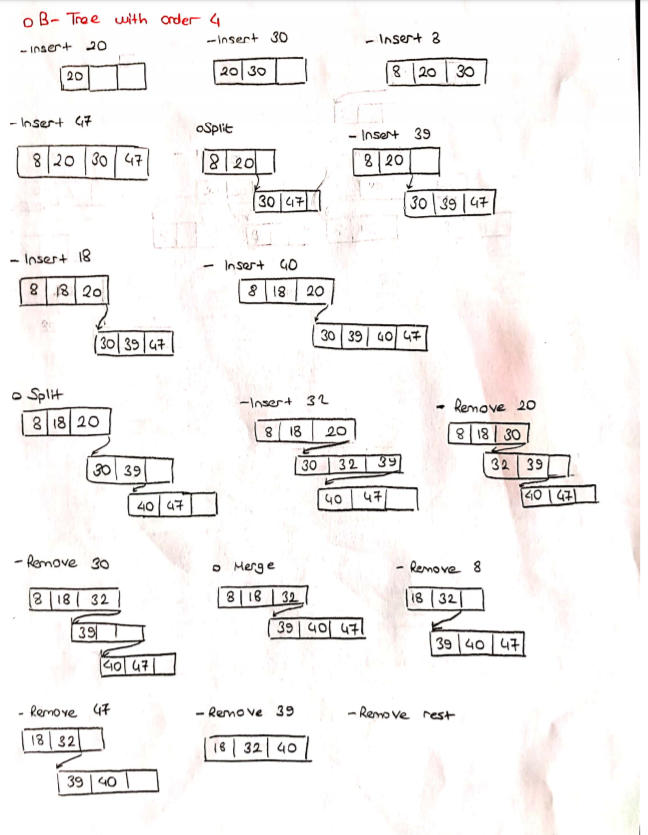 o B-Tree with order 4
- Insert 20
20
- Insert 30
20 30
- Insert 8
8 20 30
- Insert 47
8 20 30 47
o Split
8 20
30 47
- Insert 39
8 20
30 39 47
- Insert 18
8 18 20
30 39 47
- Insert 40
8 18 20
30 39 40 47
o Split
8 18 20
30 39
40 47
- Insert 32
8 18 20
30 32 39
40 47
- Remove 20
8 18 30
32 39
40 47
- Remove 30
8 18 32
39
40 47
o Merge
8 18 32
39 40 47
- Remove 8
18 32
39 40 47
- Remove 47
18 32
39 40
- Remove 39
18 32 40
- Remove rest